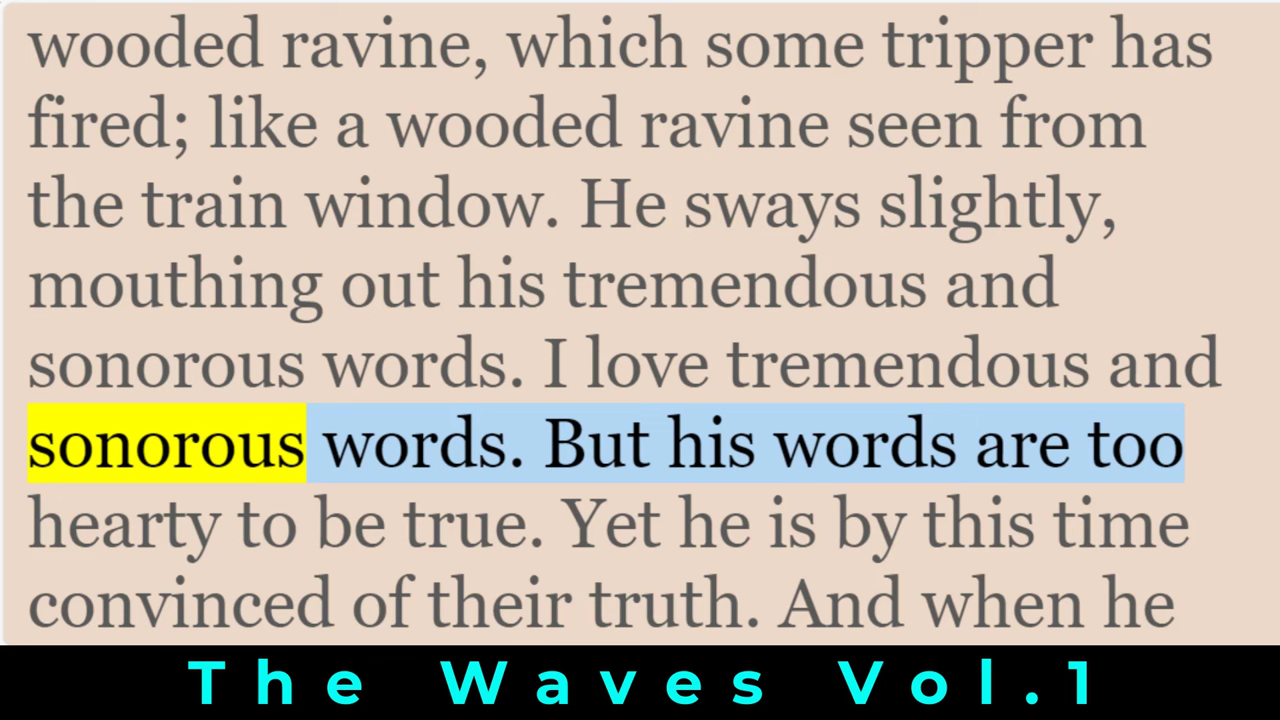 wooded ravine, which some tripper has
fired; like a wooded ravine seen from
the train window. He sways slightly,
mouthing out his tremendous and
sonorous words. I love tremendous and
sonorous words. But his words are too
hearty to be true. Yet he is by this time
convinced of their truth. And when he
The Waves Vol.1